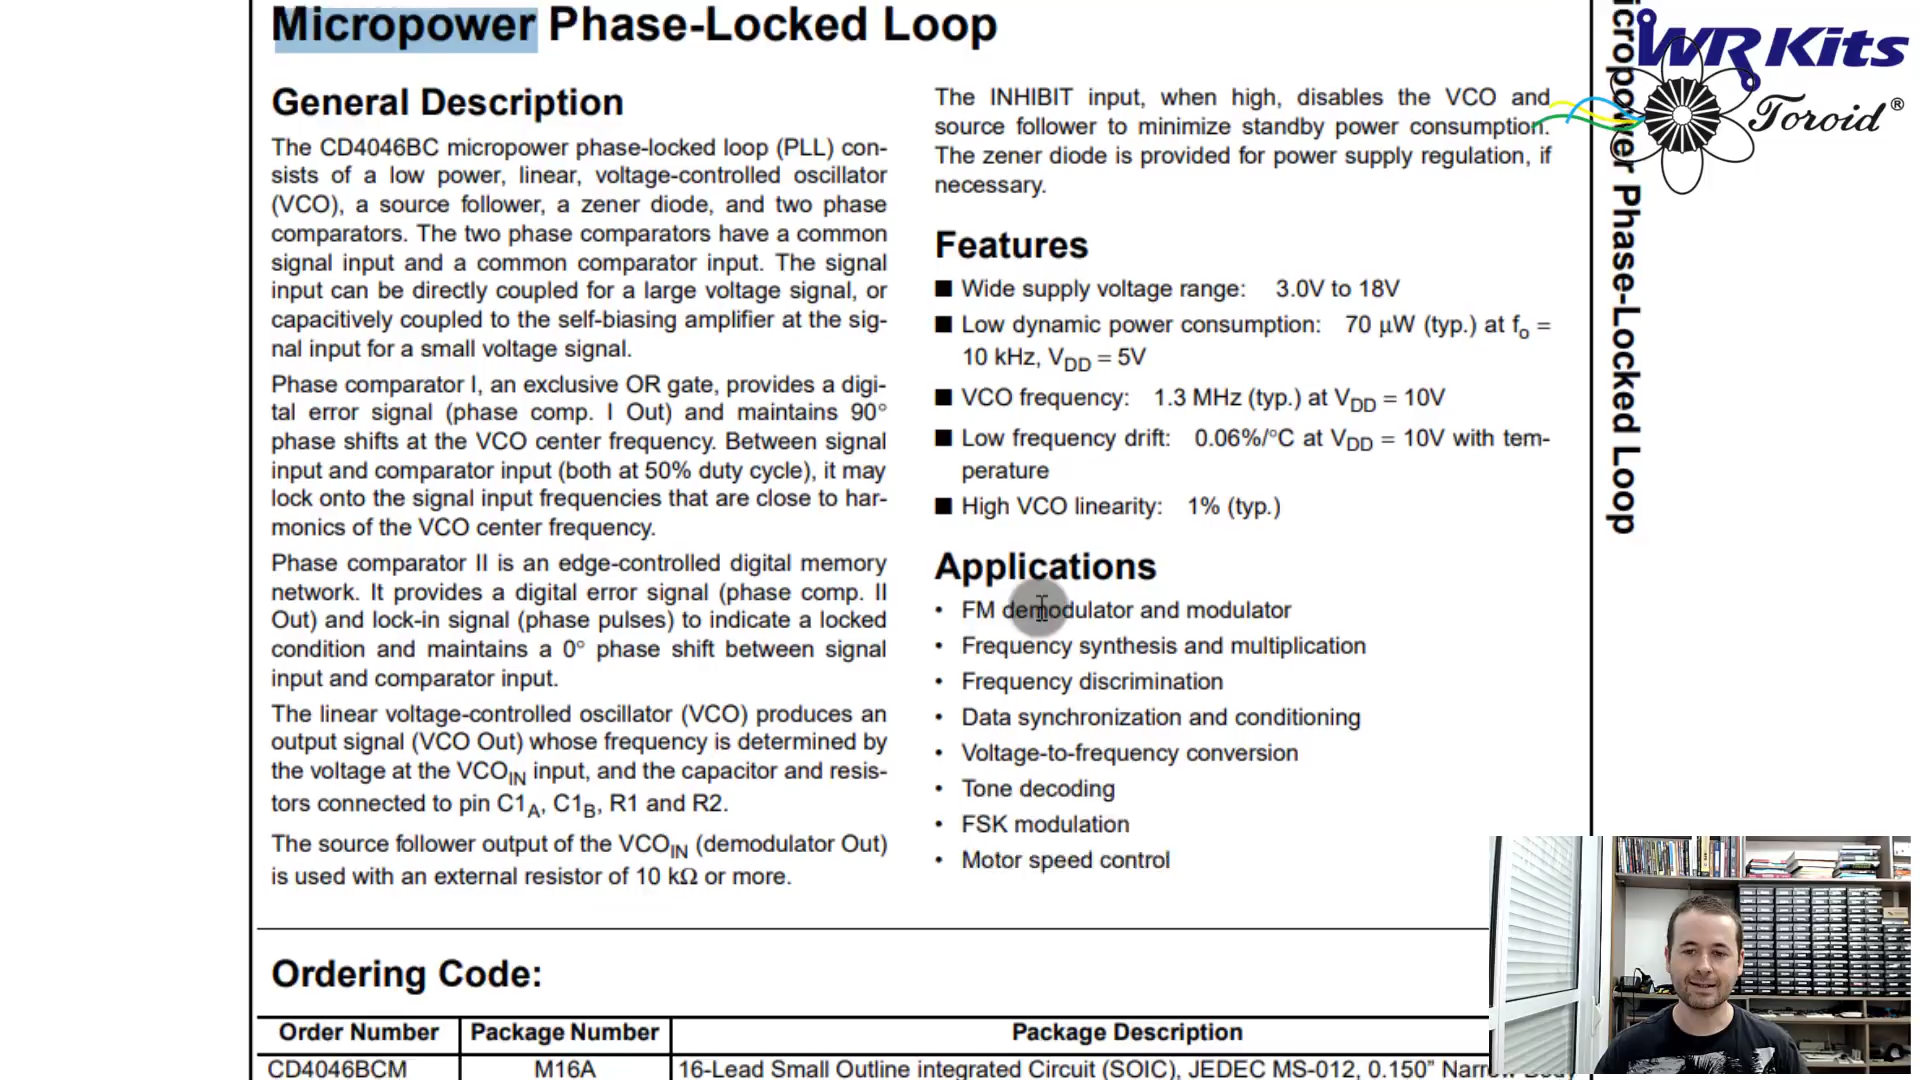 Micropower Phase-Locked Loop
General Description
The CD4046BC micropower phase-locked loop (PLL) con-
sists of a low power, linear, voltage-controlled oscillator
(VCO), a source follower, a zener diode, and two phase
comparators. The two phase comparators have a common
signal input and a common comparator input. The signal
input can be directly coupled for a large voltage signal, or
capacitively coupled to the self-biasing amplifier at the sig-
nal input for a small voltage signal.
Phase comparator I, an exclusive OR gate, provides a digi-
tal error signal (phase comp. I Out) and maintains 90°
phase shifts at the VCO center frequency. Between signal
input and comparator input (both at 50% duty cycle), it may
lock onto the signal input frequencies that are close to har-
monics of the VCO center frequency.
Phase comparator II is an edge-controlled digital memory
network. It provides a digital error signal (phase comp. II
Out) and lock-in signal (phase pulses) to indicate a locked
condition and maintains a 0° phase shift between signal
input and comparator input.
The linear voltage-controlled oscillator (VCO) produces an
output signal (VCO Out) whose frequency is determined by
the voltage at the VCOIN input, and the capacitor and resis-
tors connected to pin C1A, C1B, R1 and R2.
The source follower output of the VCOIN (demodulator Out)
is used with an external resistor of 10 kΩ or more.
The INHIBIT input, when high, disables the VCO and
source follower to minimize standby power consumption.
The zener diode is provided for power supply regulation, if
necessary.
Features
■ Wide supply voltage range: 3.0V to 18V
■ Low dynamic power consumption: 70 µW (typ.) at fo =
10 kHz, VDD = 5V
■ VCO frequency: 1.3 MHz (typ.) at VDD = 10V
■ Low frequency drift: 0.06%/°C at VDD = 10V with tem-
perature
■ High VCO linearity: 1% (typ.)
Applications
• FM demodulator and modulator
• Frequency synthesis and multiplication
• Frequency discrimination
• Data synchronization and conditioning
• Voltage-to-frequency conversion
• Tone decoding
• FSK modulation
• Motor speed control
Ordering Code:
Order Number Package Number Package Description
CD4046BCM M16A 16-Lead Small Outline integrated Circuit (SOIC), JEDEC MS-012, 0.150” Narrow Body
icropower Phase-Locked Loop
WR Kits
Toroid®